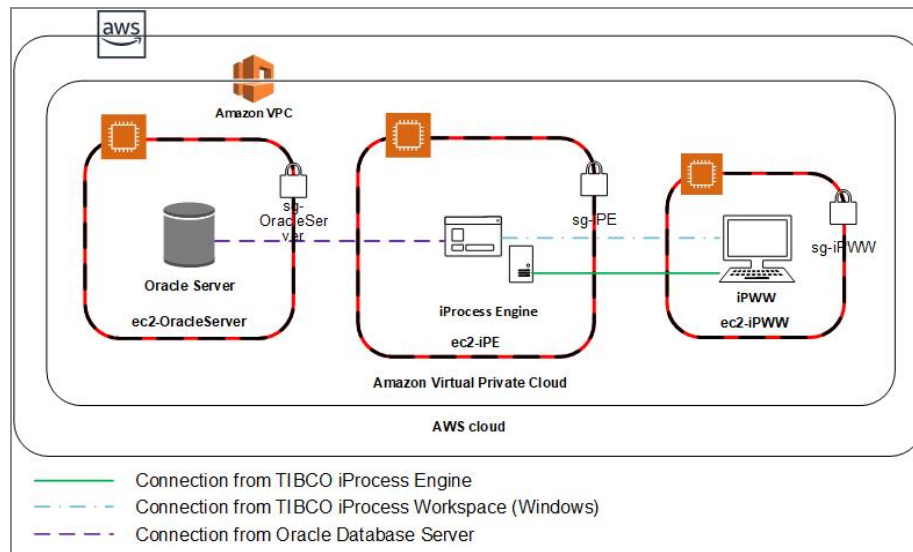 aws
Amazon VPC
sg-
OracleSer
ver
Oracle Server
ec2-OracleServer
sg-iPE
iProcess Engine
ec2-iPE
sg-iPWW
iPWW
ec2-iPWW
Amazon Virtual Private Cloud
AWS cloud
Connection from TIBCO iProcess Engine
Connection from TIBCO iProcess Workspace (Windows)
Connection from Oracle Database Server